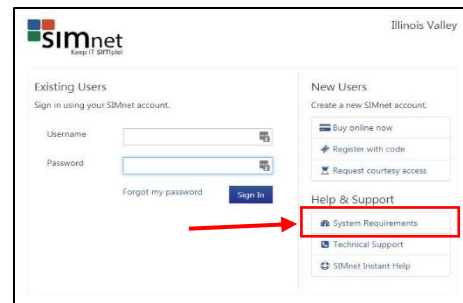 SIMnet
Keep IT SIMple!
Illinois Valley
Existing Users
Sign in using your SIMnet account.
Username
Password
Forgot my password
Sign In
New Users
Create a new SIMnet account.
Buy online now
Register with code
Request courtesy access
Help & Support
System Requirements
Technical Support
SIMnet Instant Help